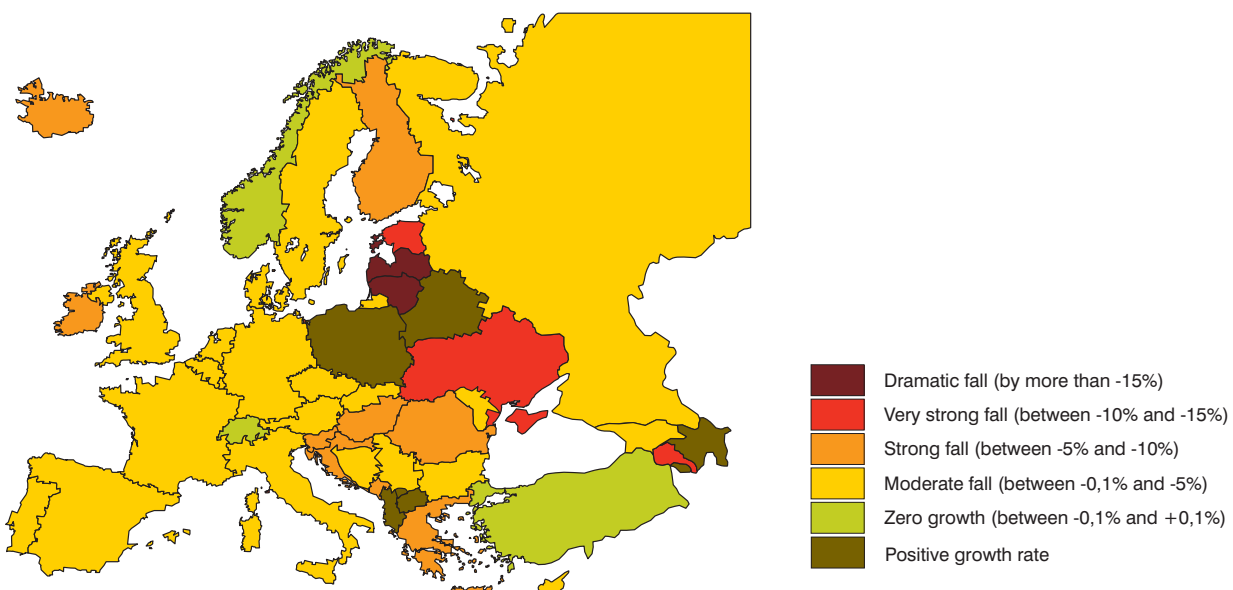 Dramatic fall (by more than -15%)
Very strong fall (between -10% and -15%)
Strong fall (between -5% and -10%)
Moderate fall (between -0,1% and -5%)
Zero growth (between -0,1% and +0,1%)
Positive growth rate